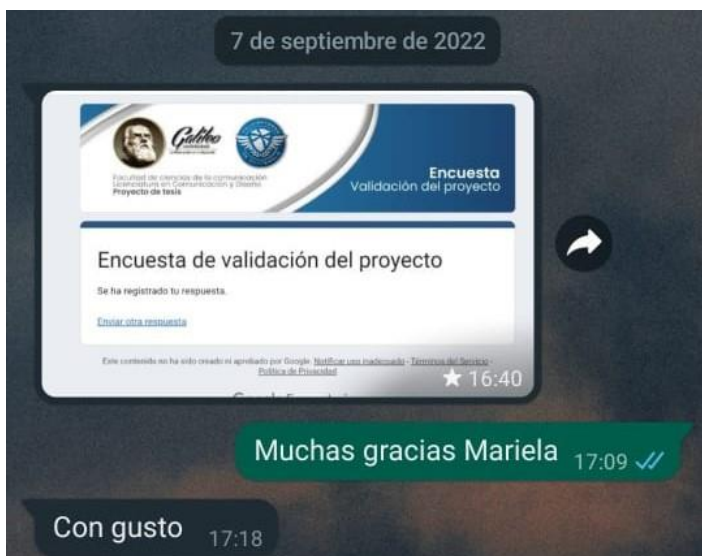 7 de septiembre de 2022
Galileo
Facultad de ciencias de la comunicación
Licenciatura en Comunicación y Diseño
Proyecto de tesis
Encuesta
Validación del proyecto
Encuesta de validación del proyecto
Se ha registrado tu respuesta.
Enviar otra respuesta
Este contenido no ha sido creado ni aprobado por Google. Notificar uso inadecuado - Términos del Servicio -
Política de Privacidad
16:40
Muchas gracias Mariela 17:09
Con gusto 17:18